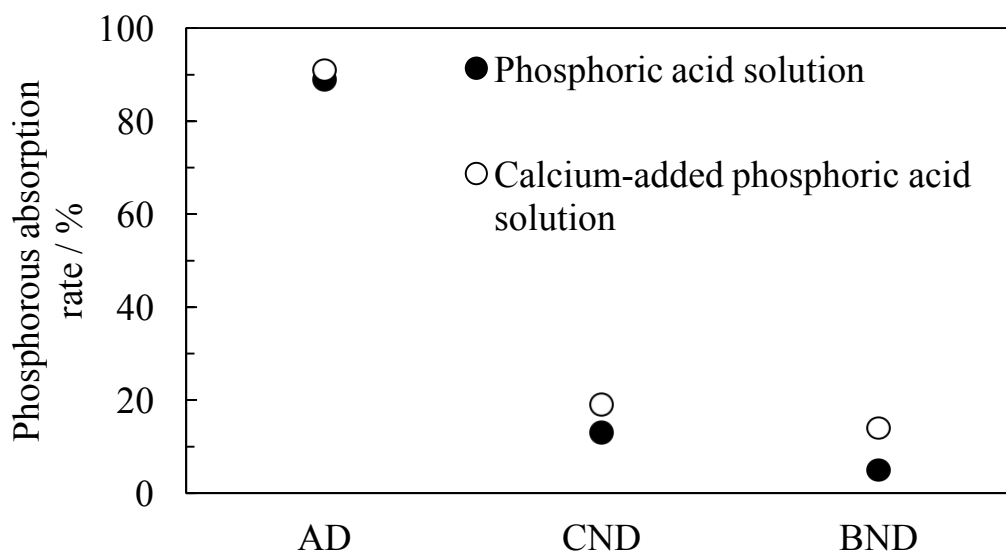 Phosphorous absorption
rate / %
100
80
60
40
20
0
Phosphoric acid solution
Calcium-added phosphoric acid
solution
AD
CND
BND